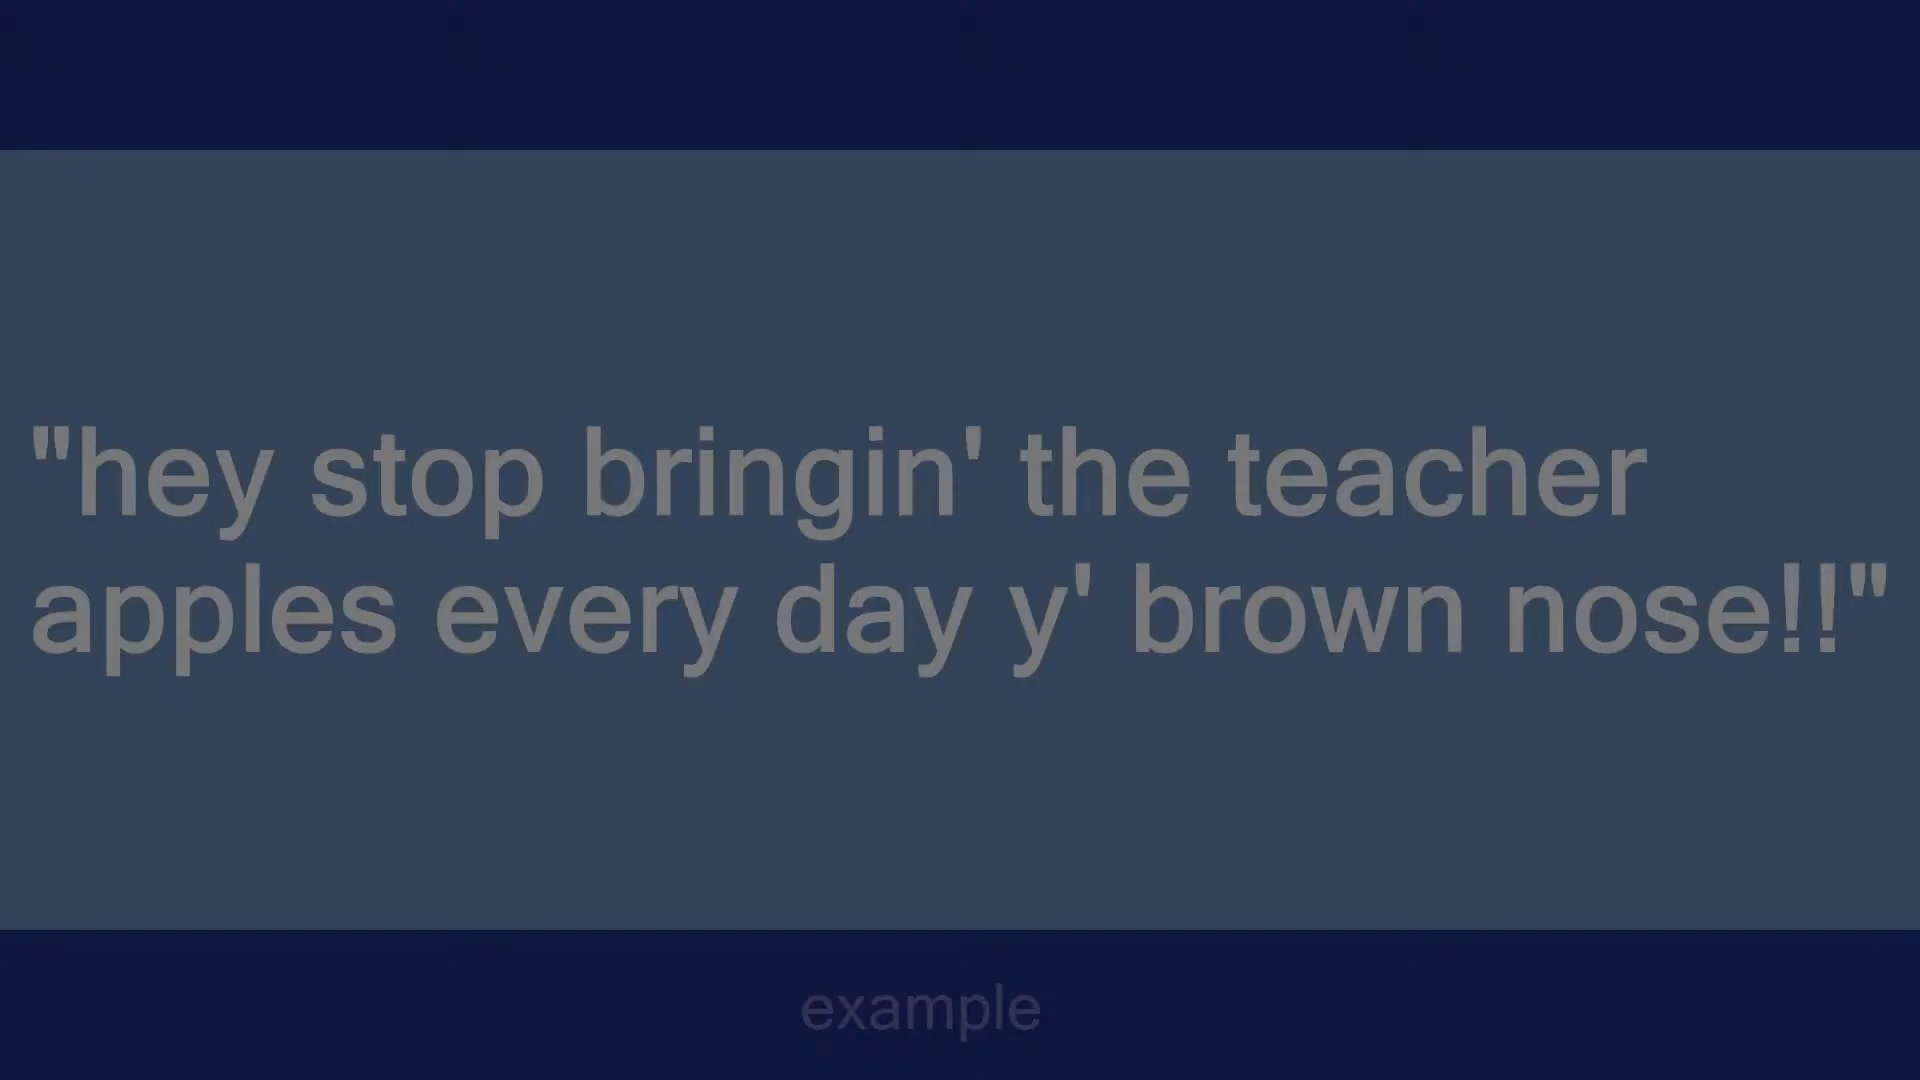 "hey stop bringin' the teacher
apples every day y' brown nose!!"
example